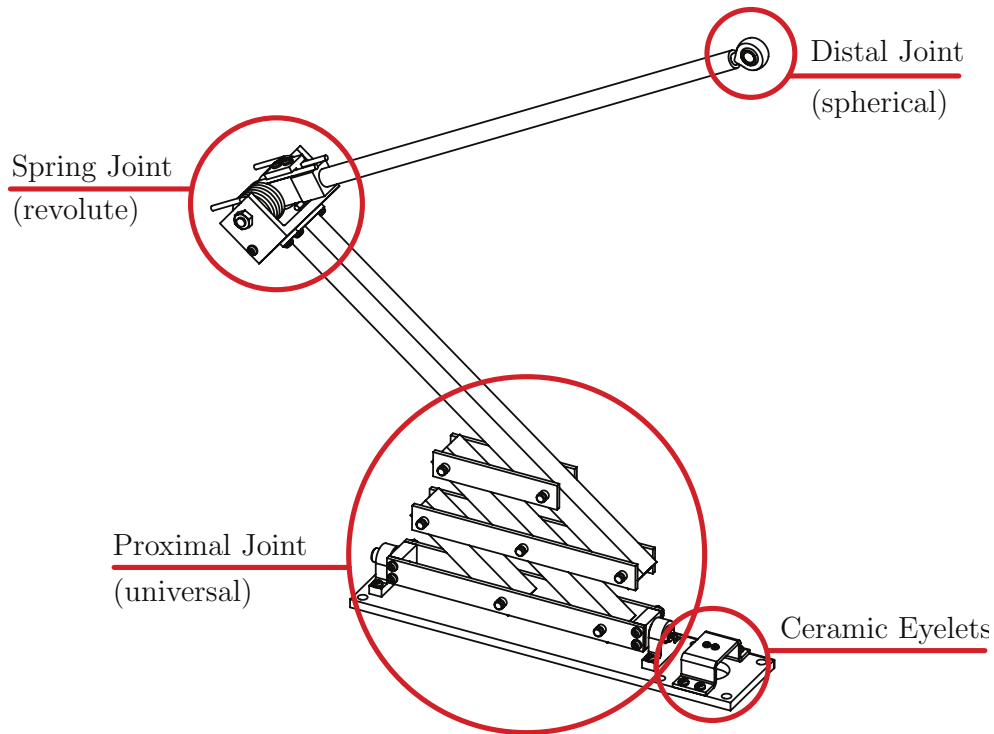 Distal Joint
(spherical)
Spring Joint
(revolute)
Proximal Joint
(universal)
Ceramic Eyelets